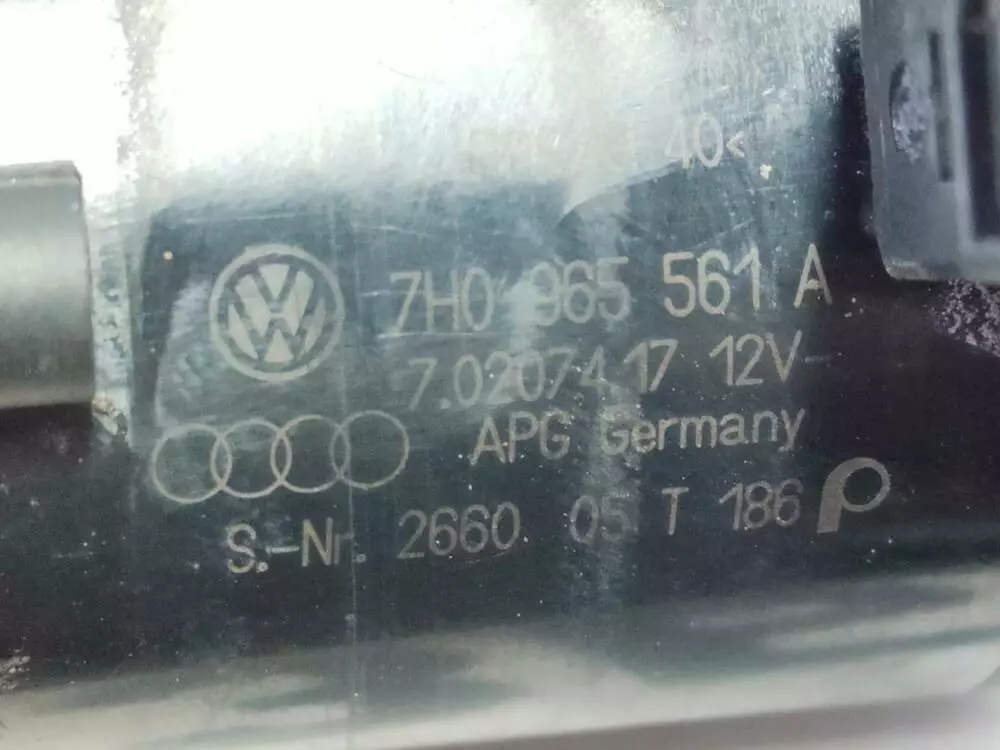 40<
7H0 965 561 A
7.02074 17 12V-
APG Germany
S.-Nr. 2660 05 T 186